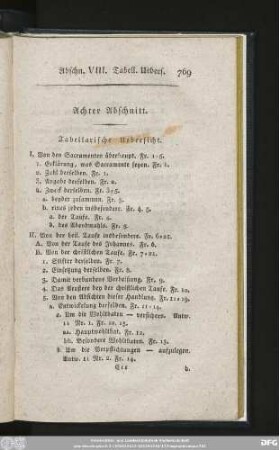 Abschn. VIII. Tabell. Uebers. 769
Achter Abschnitt.
Tabellarische Uebersicht.
I. Von den Sacramenten überhaupt. Fr. 1-5.
1. Erklärung, was Sacramente seyen. Fr. 1.
2. Zahl derselben. Fr. 1.
3. Angabe derselben. Fr. 2.
4. Zweck derselben. Fr. 3-5.
a. beyder zusammen. Fr. 3.
b. eines jeden insbesondere. Fr. 4. 5.
a. der Taufe. Fr. 4.
b. des Abendmahls. Fr. 5.
II. Von der heil. Taufe insbesondere. Fr. 6-21.
A. Von der Taufe des Johannes. Fr. 6.
B. Von der christlichen Taufe. Fr. 7-21.
1. Stifter derselben. Fr. 7.
2. Einsetzung derselben. Fr. 8.
3. Damit verbundene Verheissung. Fr. 9.
4. Das Aeussere bey der christlichen Taufe. Fr. 10.
5. Von den Absichten dieser Handlung. Fr. 11-13.
a. Entwickelung derselben. Fr. 11-14.
a. Um die Wohlthaten — versichern. Antw.
11 Nr. 1. Fr. 12. 13.
aa. Hauptwohlthat. Fr. 12.
bb. Besondere Wohlthaten. Fr. 13.
β. Um die Verpflichtungen — aufzulegen.
Antw. 11 Nr. 2. Fr. 14.
Ccc b.